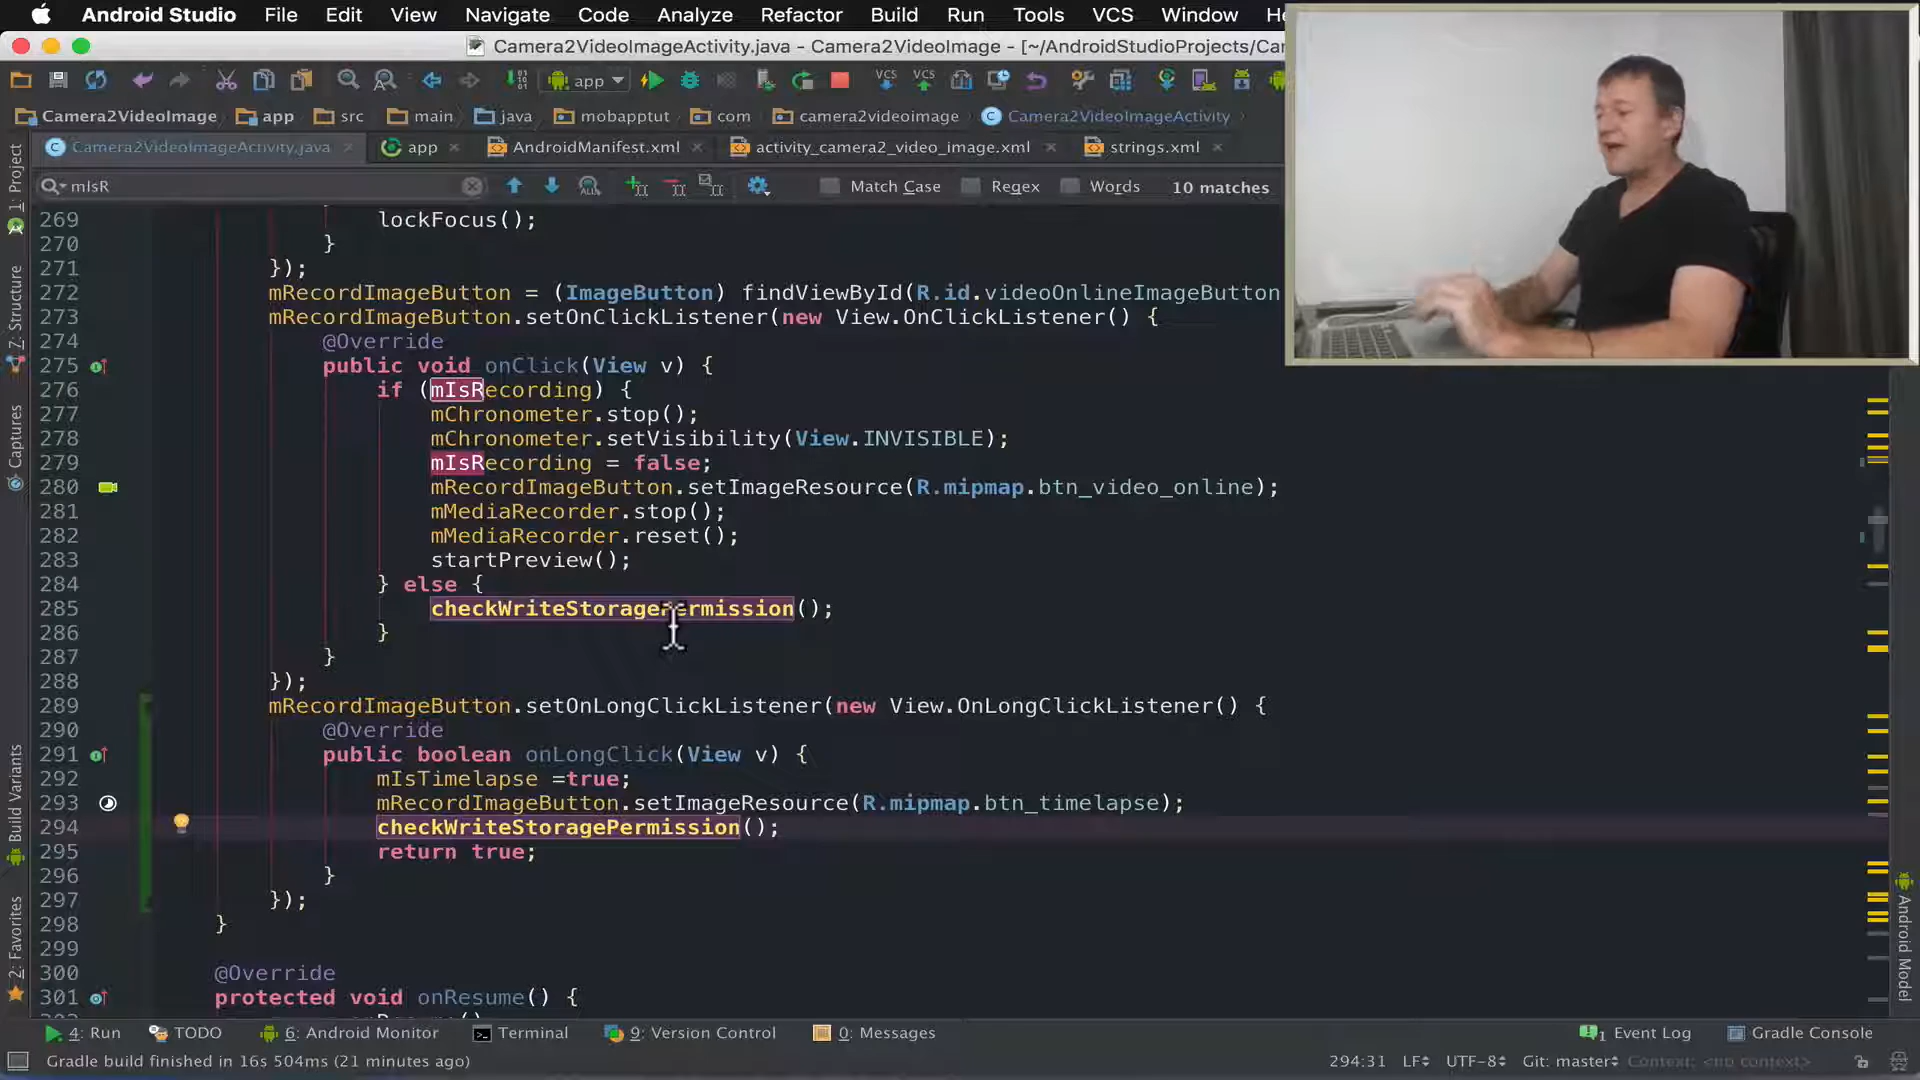 Android Studio File Edit View Navigate Code Analyze Refactor Build Run Tools VCS Window He
Camera2VideoImageActivity.java - Camera2VideoImage - [~/AndroidStudioProjects/Ca
app VCS VCS
Camera2VideoImage app src main java mobapptut com camera2videoimage Camera2VideoImageActivity
Camera2VideoImageActivity.java app AndroidManifest.xml activity_camera2_video_image.xml strings.xml
mIsR Match Case Regex Words 10 matches
269 lockFocus();
270 }
271 });
272 mRecordImageButton = (ImageButton) findViewById(R.id.videoOnlineImageButton
273 mRecordImageButton.setOnClickListener(new View.OnClickListener() {
274 @Override
275 public void onClick(View v) {
276 if (mIsRecording) {
277 mChronometer.stop();
278 mChronometer.setVisibility(View.INVISIBLE);
279 mIsRecording = false;
280 mRecordImageButton.setImageResource(R.mipmap.btn_video_online);
281 mMediaRecorder.stop();
282 mMediaRecorder.reset();
283 startPreview();
284 } else {
285 checkWriteStoragePermission();
286 }
287 }
288 });
289 mRecordImageButton.setOnLongClickListener(new View.OnLongClickListener() {
290 @Override
291 public boolean onLongClick(View v) {
292 mIsTimelapse =true;
293 mRecordImageButton.setImageResource(R.mipmap.btn_timelapse);
294 checkWriteStoragePermission();
295 return true;
296 }
297 });
298 }
299
300 @Override
301 protected void onResume() {
1: Project
7: Structure
Captures
Build Variants
2: Favorites
Android Model
4: Run TODO 6: Android Monitor Terminal 9: Version Control 0: Messages 1 Event Log Gradle Console
Gradle build finished in 16s 504ms (21 minutes ago) 294:31 LF UTF-8 Git: master Context: <no context>